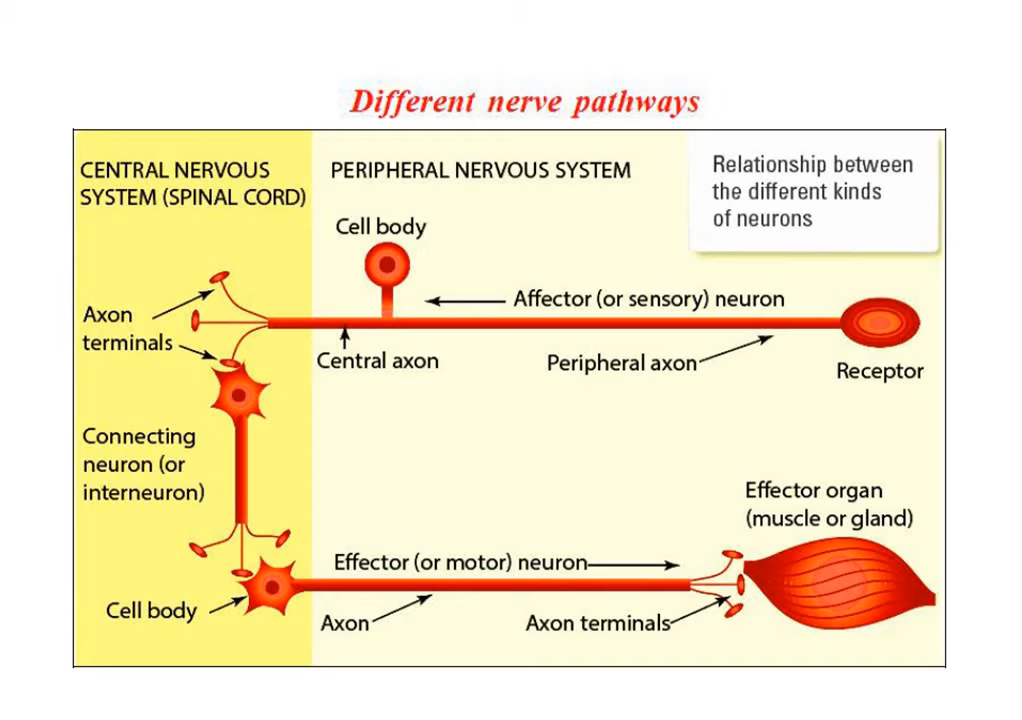 Different nerve pathways
CENTRAL NERVOUS
SYSTEM (SPINAL CORD)
PERIPHERAL NERVOUS SYSTEM
Relationship between
the different kinds
of neurons
Cell body
Affector (or sensory) neuron
Axon
terminals
Central axon
Peripheral axon
Receptor
Connecting
neuron (or
interneuron)
Effector organ
(muscle or gland)
Effector (or motor) neuron
Cell body
Axon
Axon terminals